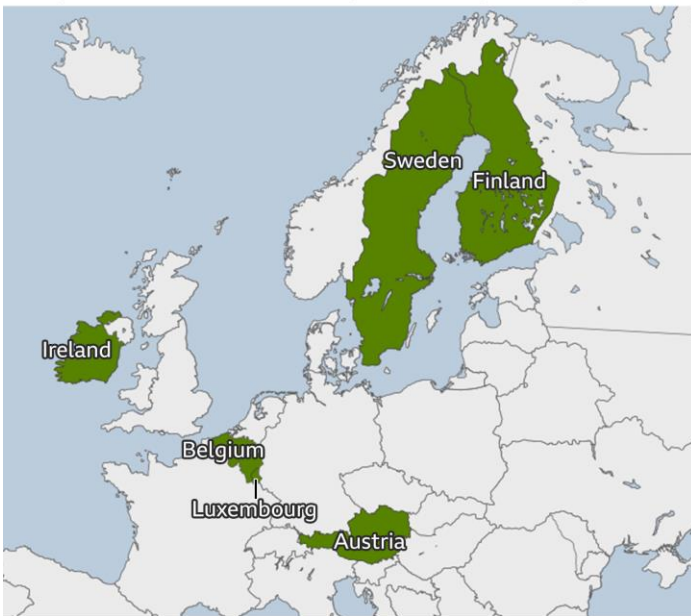 Sweden
Finland
Ireland
Belgium
Luxembourg
Austria